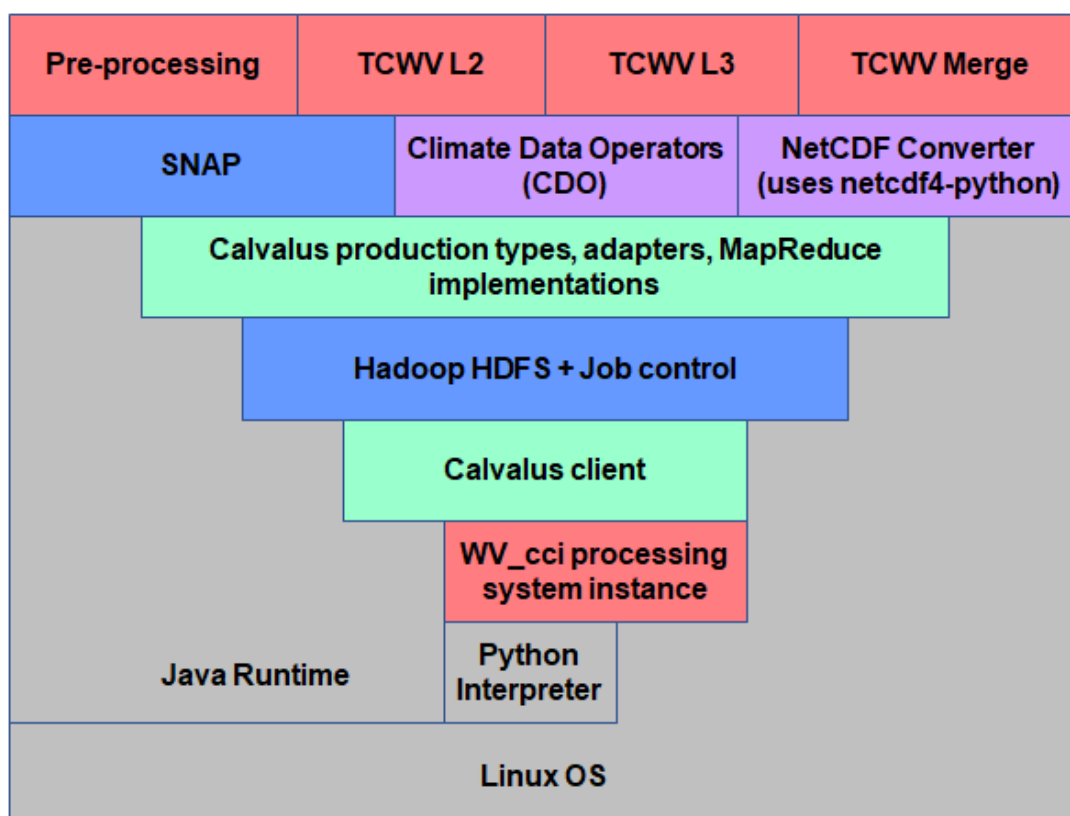 Pre-processing
TCWV L2
TCWV L3
TCWV Merge
SNAP
Climate Data Operators
(CDO)
NetCDF Converter
(uses netcdf4-python)
Calvalus production types, adapters, MapReduce
implementations
Hadoop HDFS + Job control
Calvalus client
WV_cci processing
system instance
Java Runtime
Python
Interpreter
Linux OS